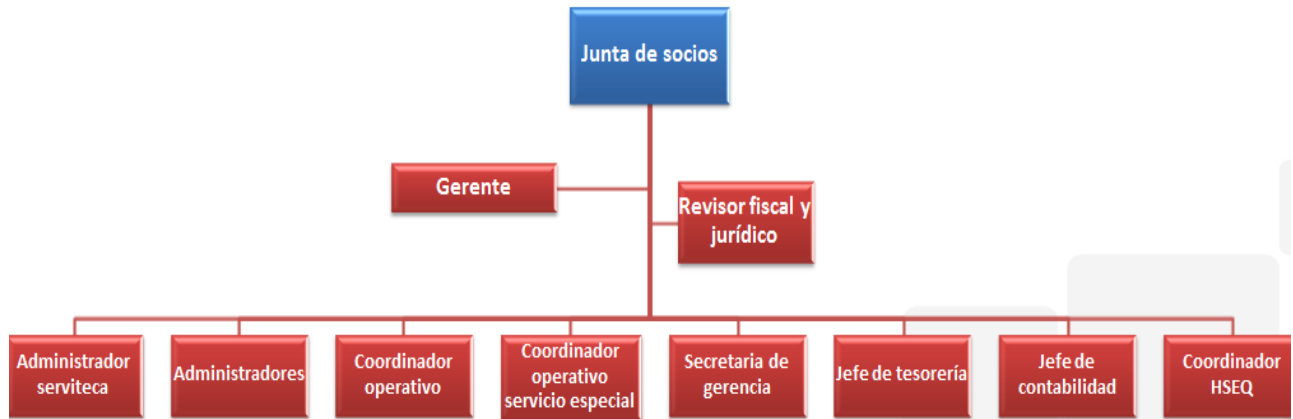 Junta de socios
Gerente
Revisor fiscal y
jurídico
Administrador
serviteca
Administradores
Coordinador
operativo
Coordinador
operativo
servicio especial
Secretaria de
gerencia
Jefe de tesorería
Jefe de
contabilidad
Coordinador
HSEQ